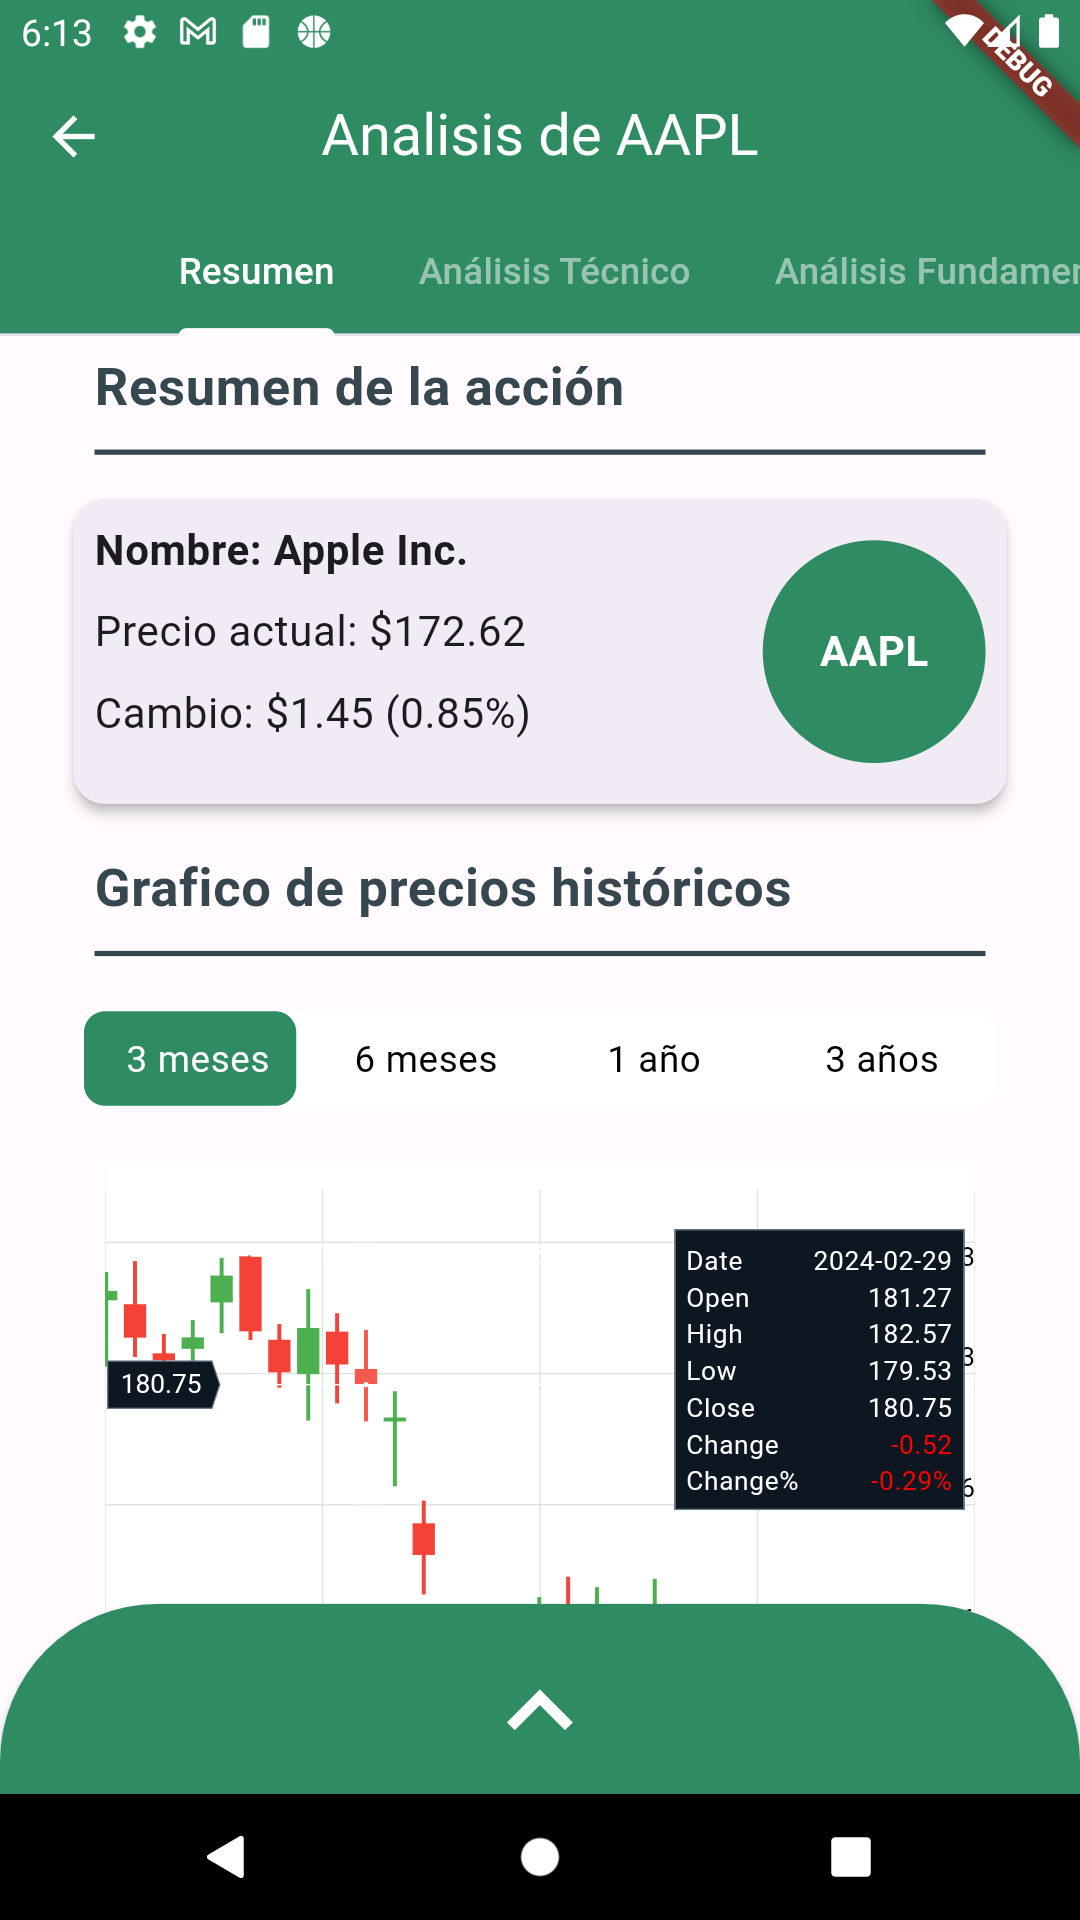 6:13
DEBUG
Analisis de AAPL
Resumen
Análisis Técnico
Análisis
Resumen de la acción
Nombre: Apple Inc.
Precio actual: $172.62
Cambio: $1.45 (0.85%)
AAPL
Grafico de precios históricos
3 meses
6 meses
1 año
3 años
Date 2024-02-29
Open 181.27
High 182.57
Low 179.53
Close 180.75
Change -0.52
Change% -0.29%
180.75